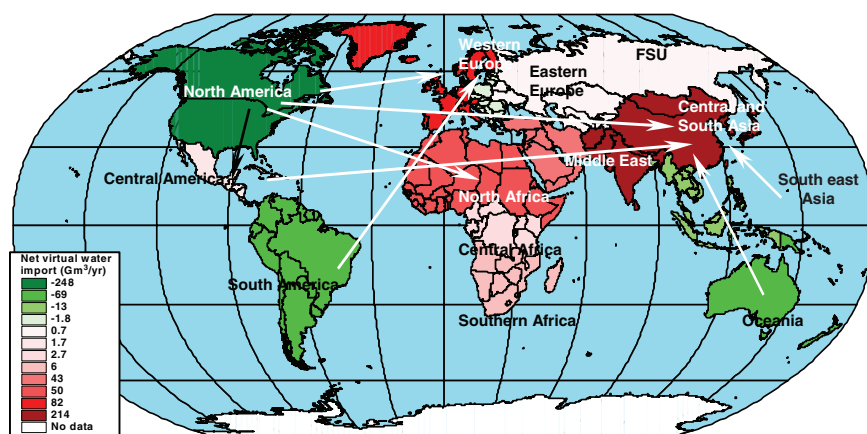 Western
Europ
FSU
Eastern
Europe
North America
Central and
South Asia
Middle East
Central America
South east
Asia
North Africa
Central Africa
South America
Southern Africa
Oceania
Net virtual water
import (Gm³/yr)
-248
-69
-13
-1.8
0.7
1.7
2.7
6
43
50
82
214
No data